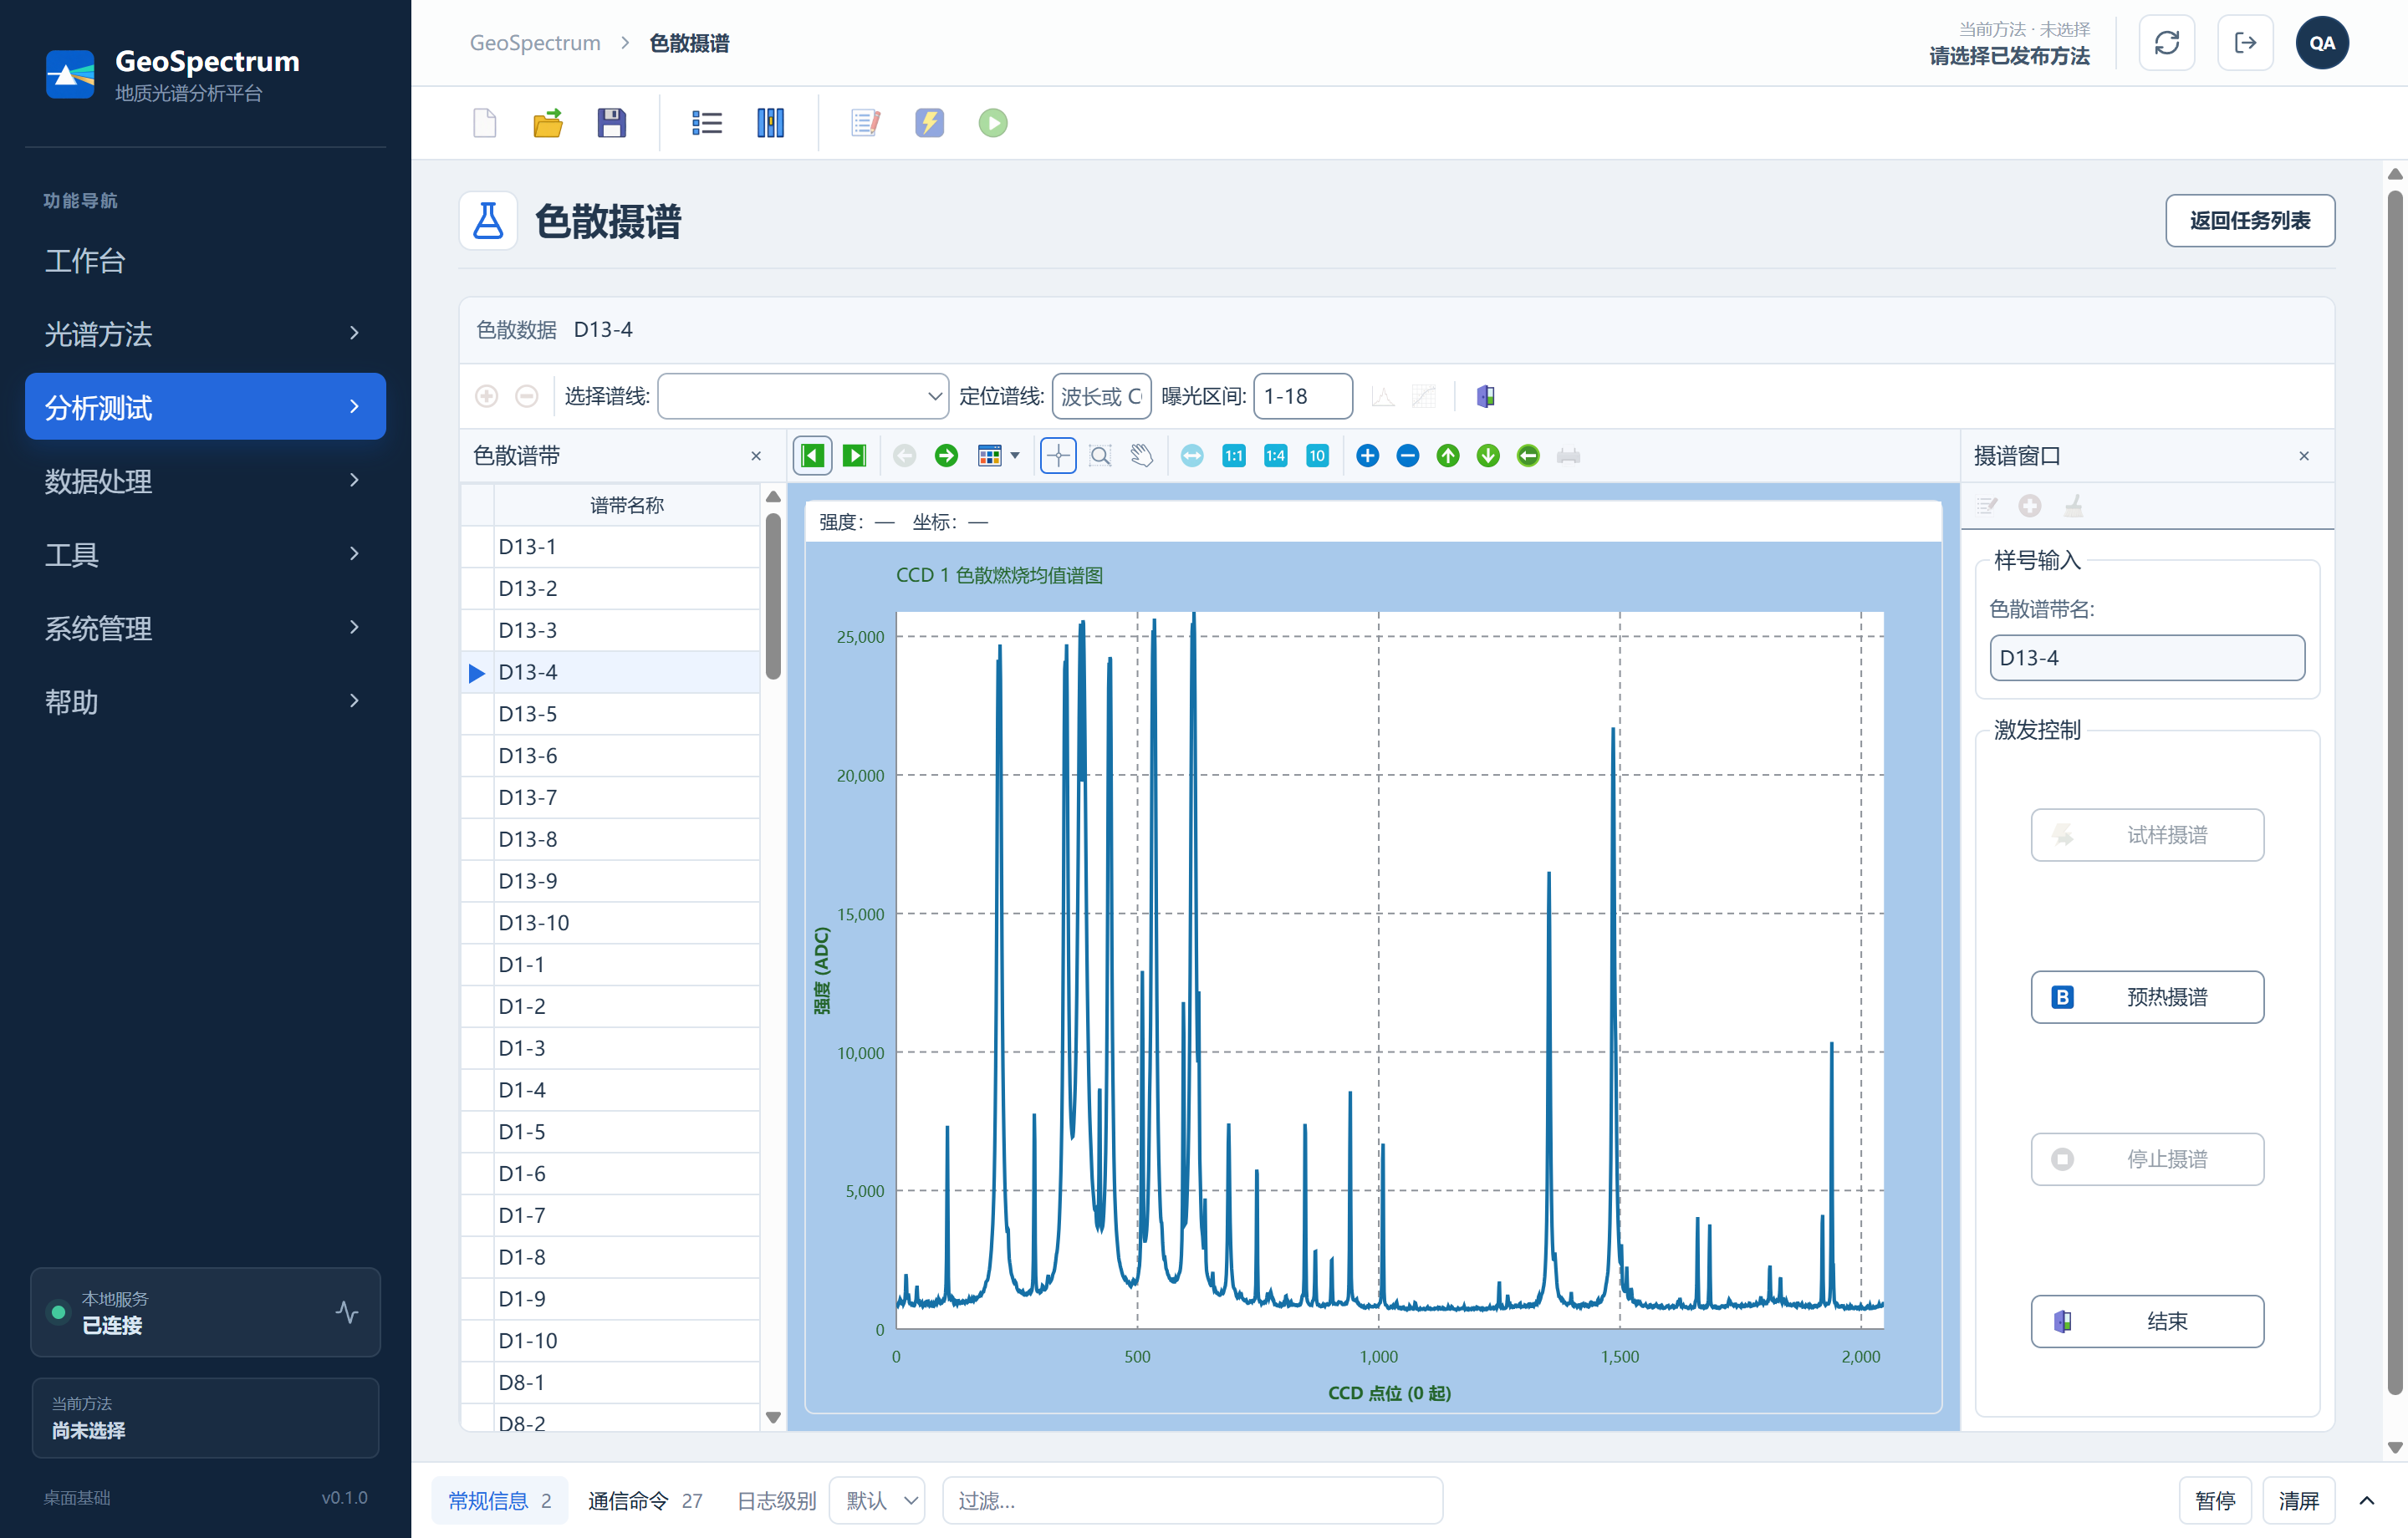 GeoSpectrum
地质光谱分析平台
功能导航
工作台
光谱方法
分析测试
数据处理
工具
系统管理
帮助
本地服务
已连接
当前方法
尚未选择
桌面基础 v0.1.0
GeoSpectrum 色散摄谱
当前方法 · 未选择
请选择已发布方法
QA
色散摄谱
返回任务列表
色散数据 D13-4
选择谱线: 定位谱线: 波长或 C 曝光区间: 1-18
色散谱带
1:1 1:4 10
谱带名称
D13-1
D13-2
D13-3
D13-4
D13-5
D13-6
D13-7
D13-8
D13-9
D13-10
D1-1
D1-2
D1-3
D1-4
D1-5
D1-6
D1-7
D1-8
D1-9
D1-10
D8-1
D8-2
强度: — 坐标: —
CCD 1 色散燃烧均值谱图
25,000
20,000
15,000
10,000
5,000
0
强度 (ADC)
0 500 1,000 1,500 2,000
CCD 点位 (0 起)
摄谱窗口
样号输入
色散谱带名:
D13-4
激发控制
试样摄谱
B 预热摄谱
停止摄谱
结束
常规信息 2 通信命令 27 日志级别 默认 过滤... 暂停 清屏